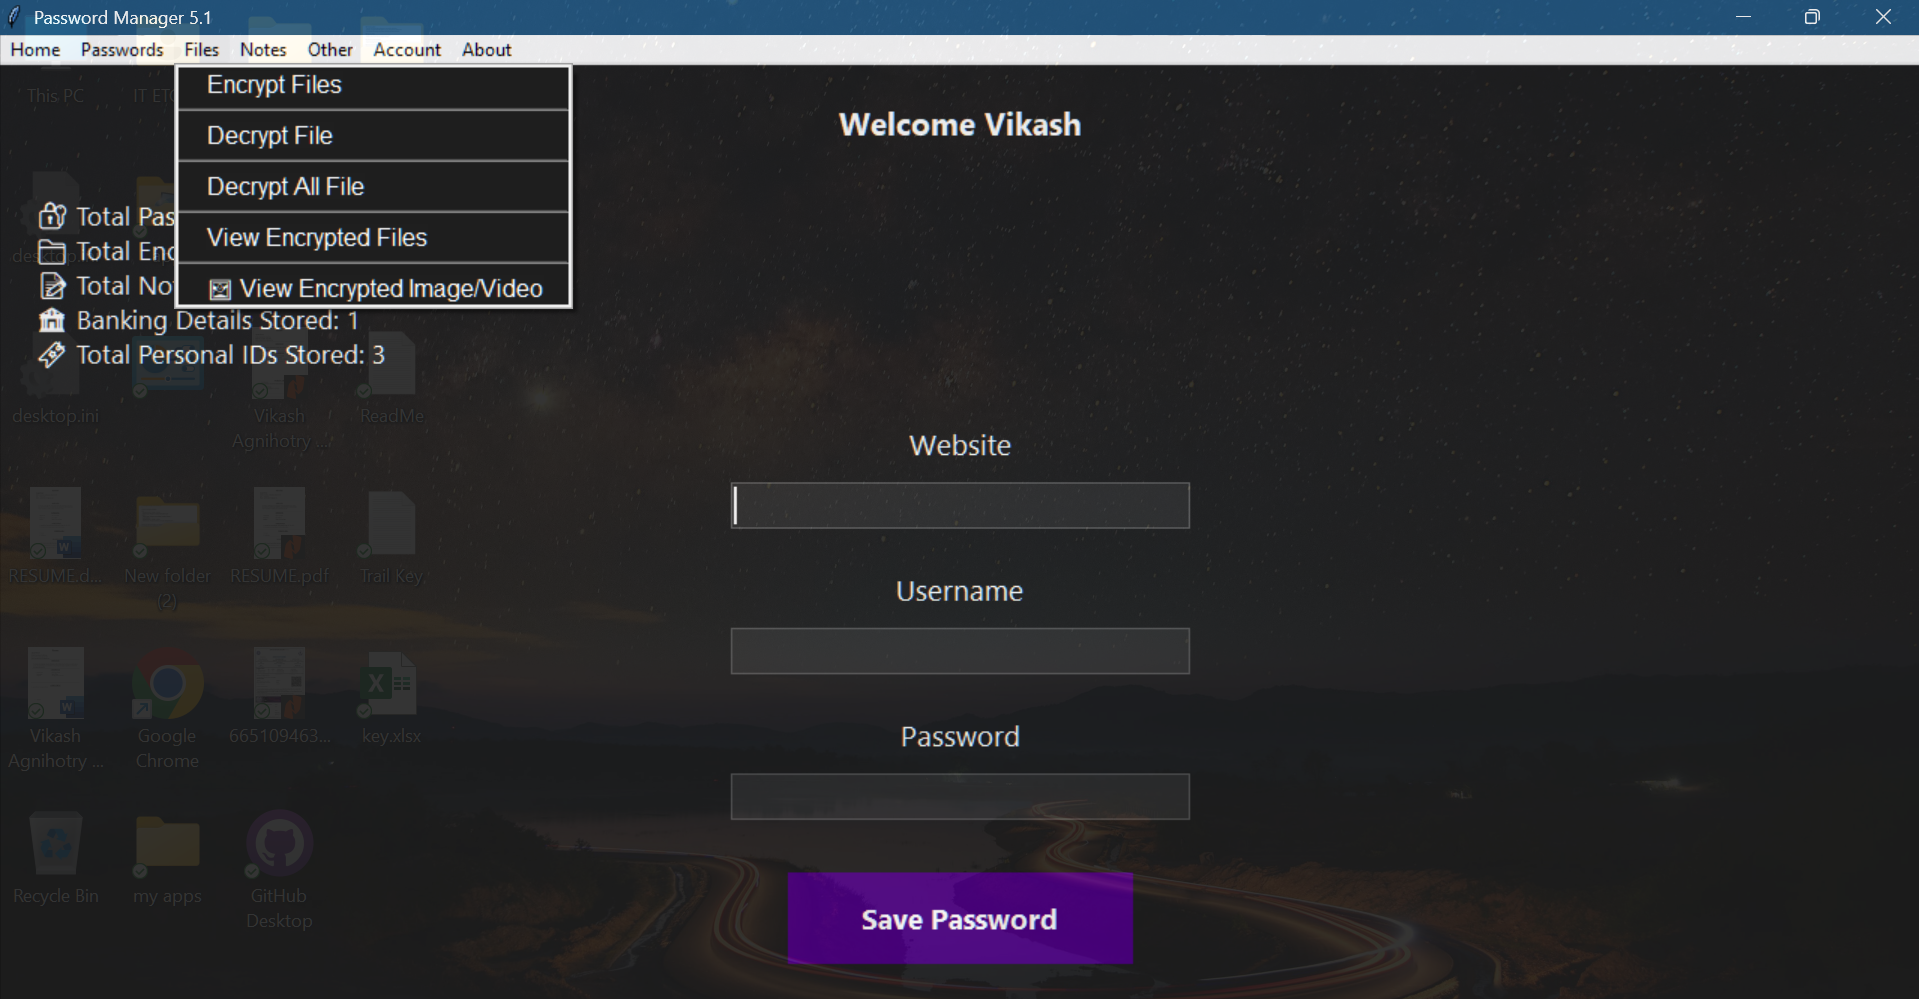 Password Manager 5.1
Home Passwords Files Notes Other Account About
Encrypt Files
Decrypt File
Decrypt All File
View Encrypted Files
View Encrypted Image/Video
Welcome Vikash
This PC
IT
Total Pas
Total Enc
Total No
Banking Details Stored: 1
Total Personal IDs Stored: 3
desktop.ini
Vikash
Agnihotry ...
ReadMe
Website
Username
Password
Save Password
RESUME.d...
New folder
(2)
RESUME.pdf
Trail Key
Vikash
Agnihotry ...
Google
Chrome
665109463...
key.xlsx
Recycle Bin
my apps
GitHub
Desktop